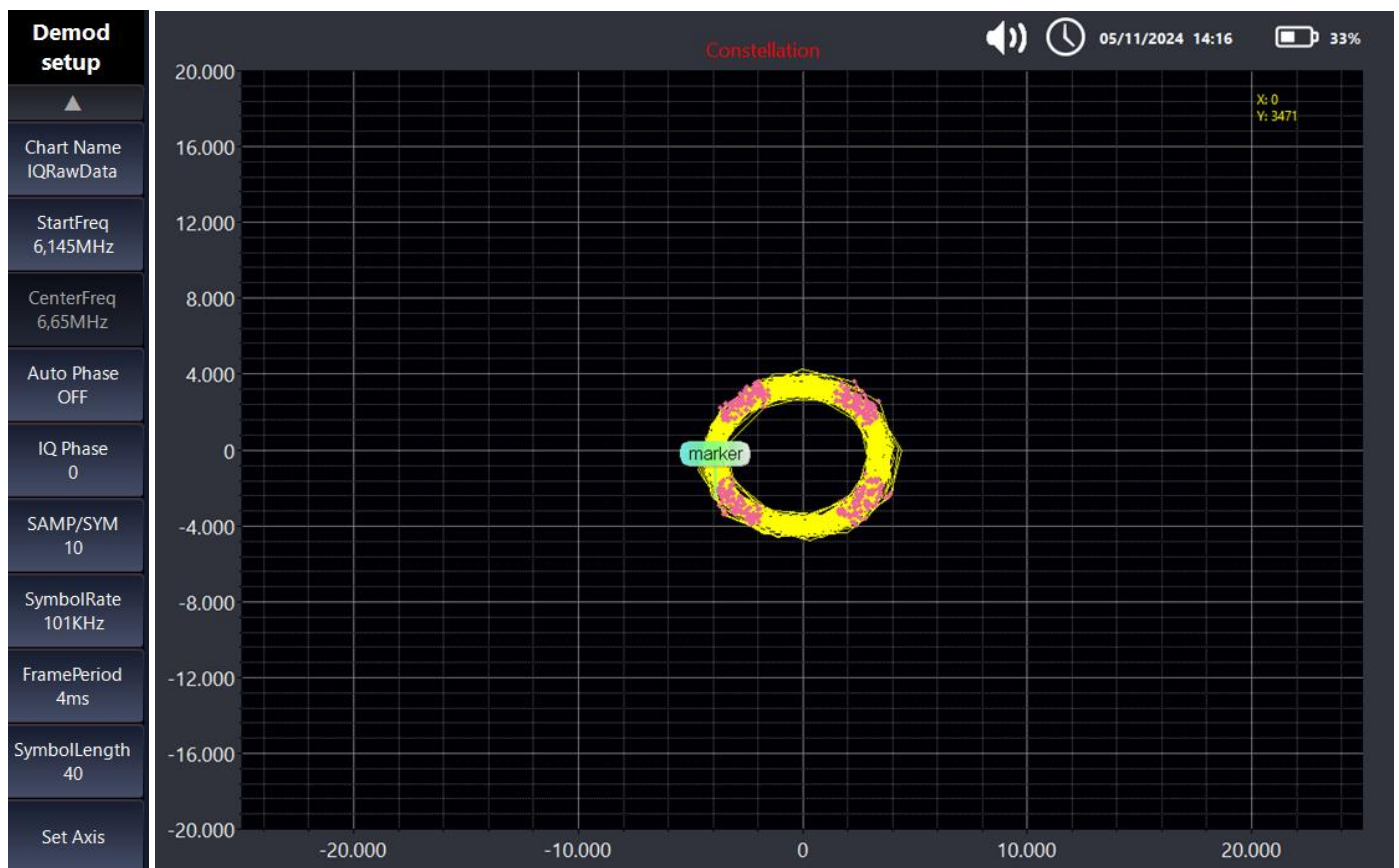 Demod
setup
▲
Chart Name
IQRawData
StartFreq
6,145MHz
CenterFreq
6,65MHz
Auto Phase
OFF
IQ Phase
0
SAMP/SYM
10
SymbolRate
101KHz
FramePeriod
4ms
SymbolLength
40
Set Axis
Constellation
05/11/2024 14:16
33%
X: 0
Y: 3471
20.000
16.000
12.000
8.000
4.000
0
-4.000
-8.000
-12.000
-16.000
-20.000
marker
-20.000
-10.000
0
10.000
20.000